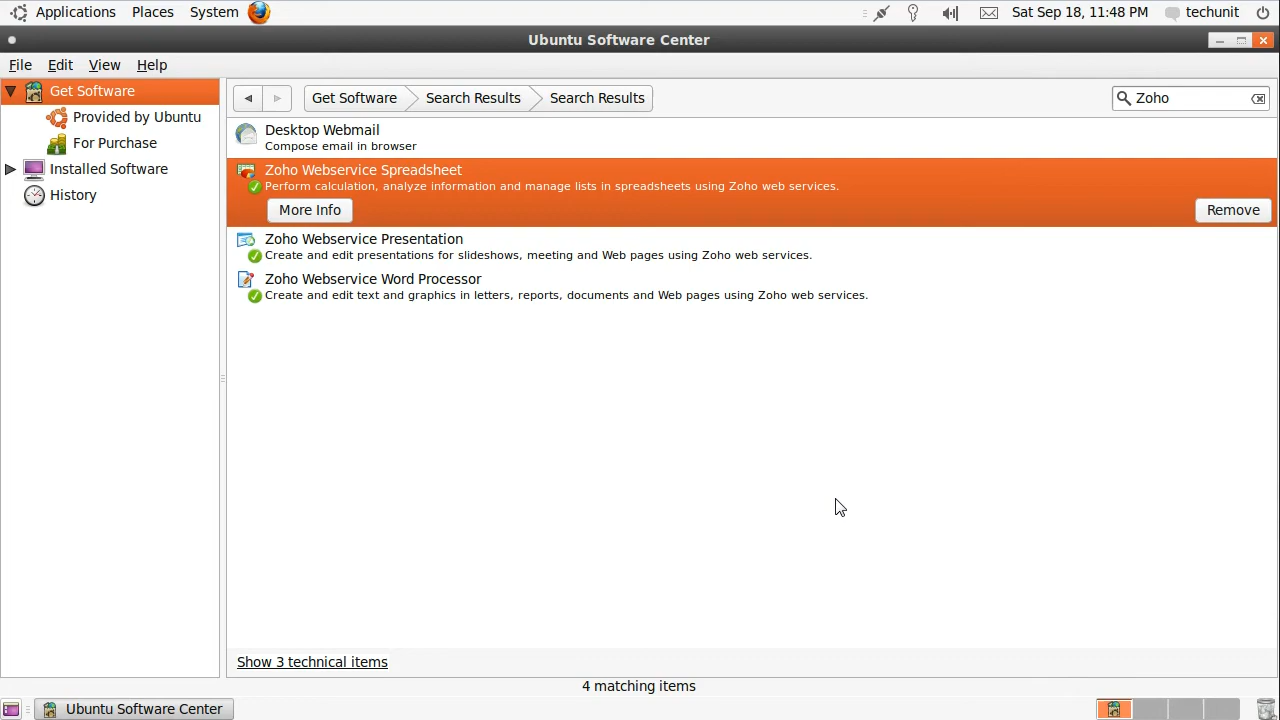 Applications Places System Sat Sep 18, 11:48 PM techunit
Ubuntu Software Center
File Edit View Help
Get Software
Provided by Ubuntu
For Purchase
Installed Software
History
Get Software Search Results Search Results Zoho
Desktop Webmail
Compose email in browser
Zoho Webservice Spreadsheet
Perform calculation, analyze information and manage lists in spreadsheets using Zoho web services.
More Info Remove
Zoho Webservice Presentation
Create and edit presentations for slideshows, meeting and Web pages using Zoho web services.
Zoho Webservice Word Processor
Create and edit text and graphics in letters, reports, documents and Web pages using Zoho web services.
Show 3 technical items
4 matching items
Ubuntu Software Center